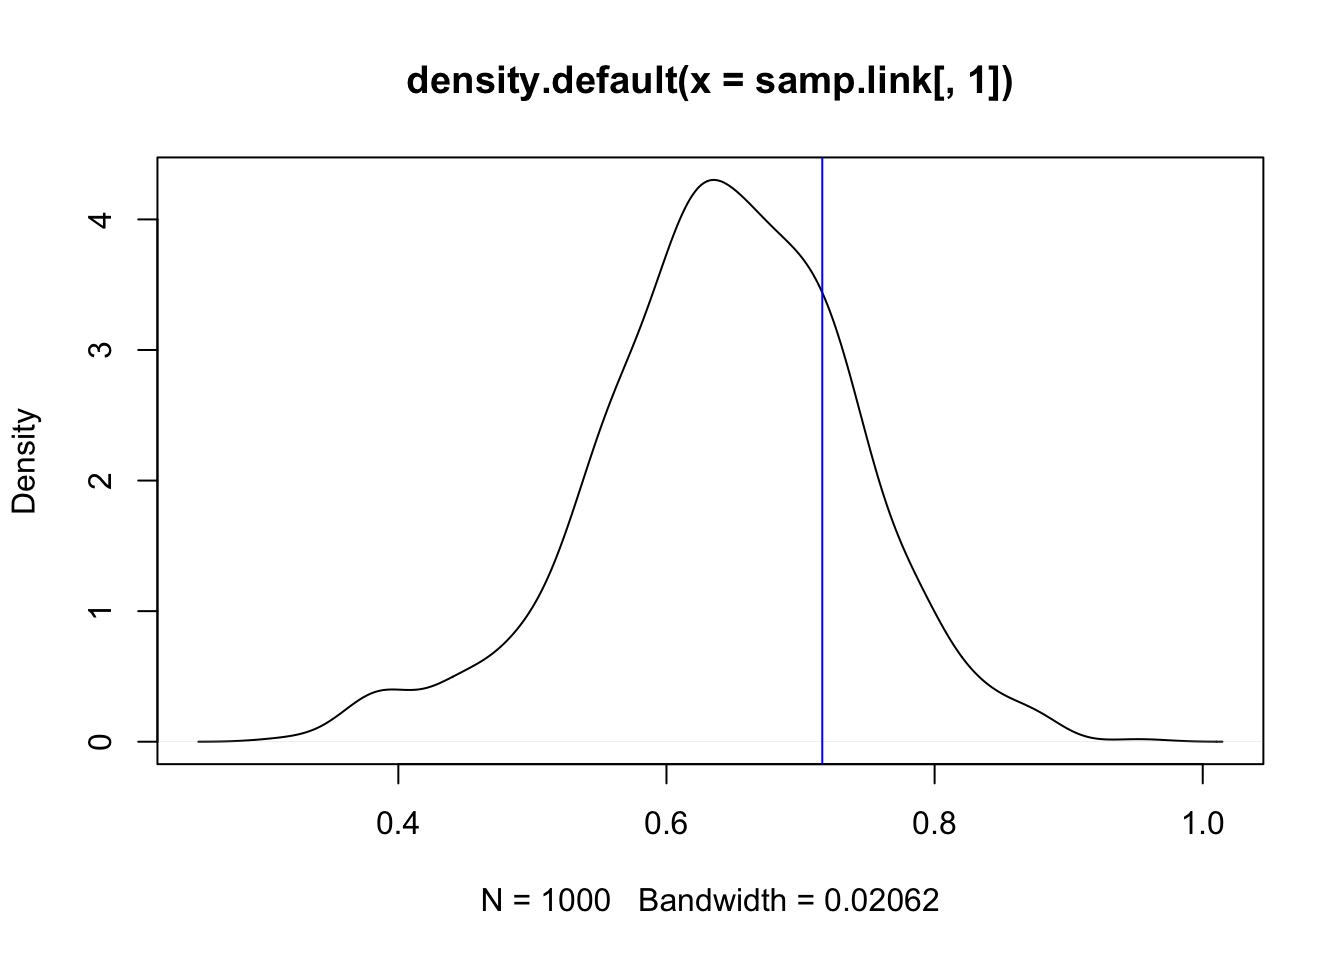 density.default(x = samp.link[, 1])
Density
4
3
2
1
0
0.4 0.6 0.8 1.0
N = 1000 Bandwidth = 0.02062